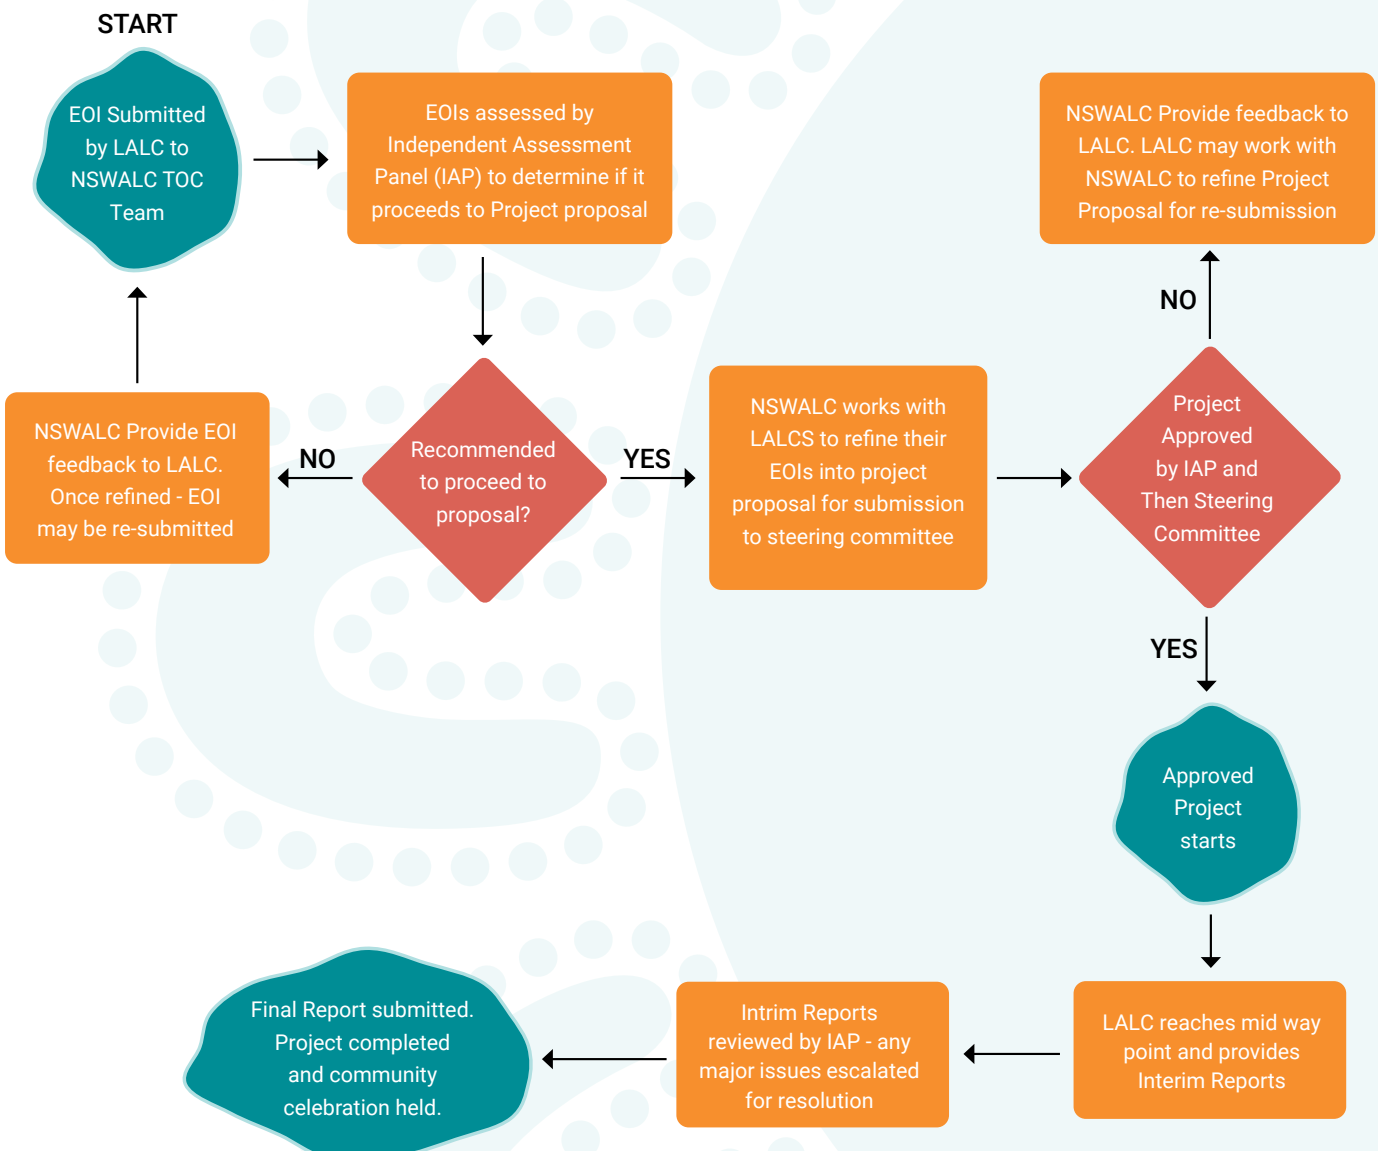 START
EOI Submitted
by LALC to
NSWALC TOC
Team
EOIs assessed by
Independent Assessment
Panel (IAP) to determine if it
proceeds to Project proposal
Recommended
to proceed to
proposal?
NO
NSWALC Provide EOI
feedback to LALC.
Once refined - EOI
may be re-submitted
YES
NSWALC works with
LALCS to refine their
EOIs into project
proposal for submission
to steering committee
Project
Approved
by IAP and
Then Steering
Committee
NO
NSWALC Provide feedback to
LALC. LALC may work with
NSWALC to refine Project
Proposal for re-submission
YES
Approved
Project
starts
LALC reaches mid way
point and provides
Interim Reports
Intrim Reports
reviewed by IAP - any
major issues escalated
for resolution
Final Report submitted.
Project completed
and community
celebration held.